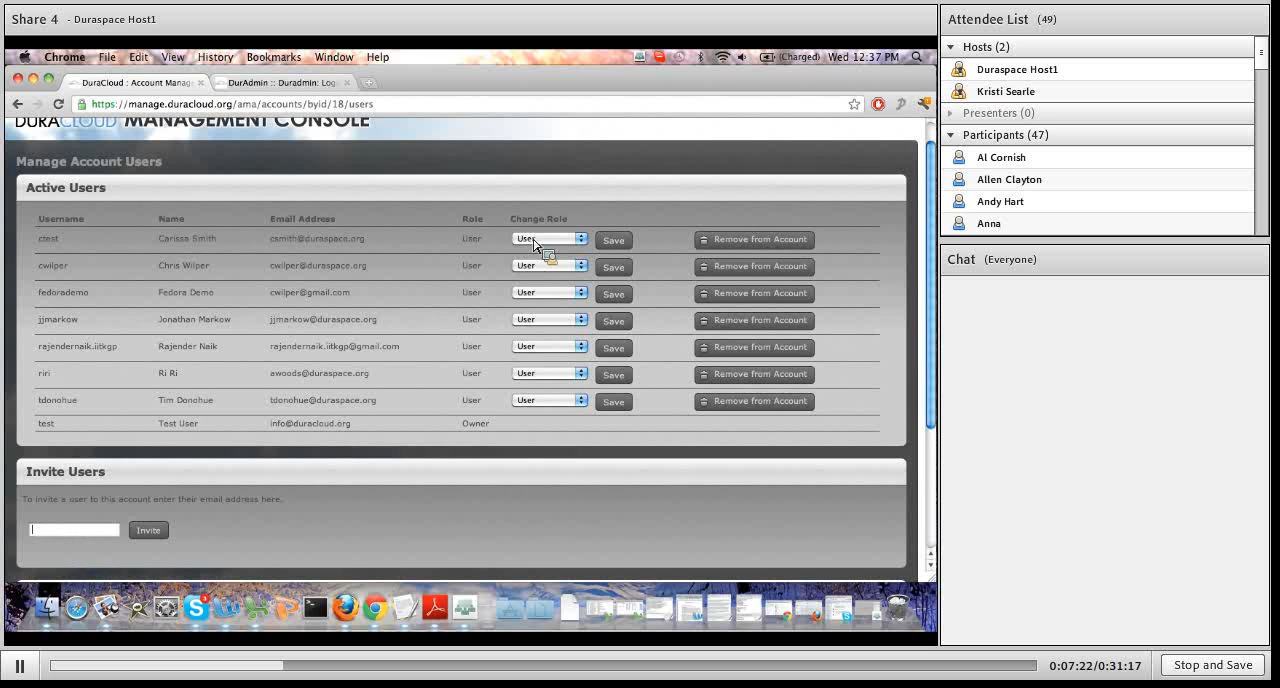 Share 4 - Duraspace Host1
Chrome File Edit View History Bookmarks Window Help (Charged) Wed 12:37 PM
DuraCloud : Account Manag
DurAdmin :: Duradmin: Log
https://manage.duracloud.org/ama/accounts/byid/18/users
DURACLOUD MANAGEMENT CONSOLE
Manage Account Users
Active Users
Username Name Email Address Role Change Role
ctest Carissa Smith csmith@duraspace.org User User Save Remove from Account
cwilper Chris Wilper cwilper@duraspace.org User User Save Remove from Account
fedorademo Fedora Demo cwilper@gmail.com User User Save Remove from Account
jjmarkow Jonathan Markow jjmarkow@duraspace.org User User Save Remove from Account
rajendernaik.iitkgp Rajender Naik rajendernaik.iitkgp@gmail.com User User Save Remove from Account
riri Ri Ri awoods@duraspace.org User User Save Remove from Account
tdonohue Tim Donohue tdonohue@duraspace.org User User Save Remove from Account
test Test User info@duracloud.org Owner
Invite Users
To invite a user to this account enter their email address here.
Invite
Attendee List (49)
Hosts (2)
Duraspace Host1
Kristi Searle
Presenters (0)
Participants (47)
Al Cornish
Allen Clayton
Andy Hart
Anna
Chat (Everyone)
0:07:22/0:31:17
Stop and Save